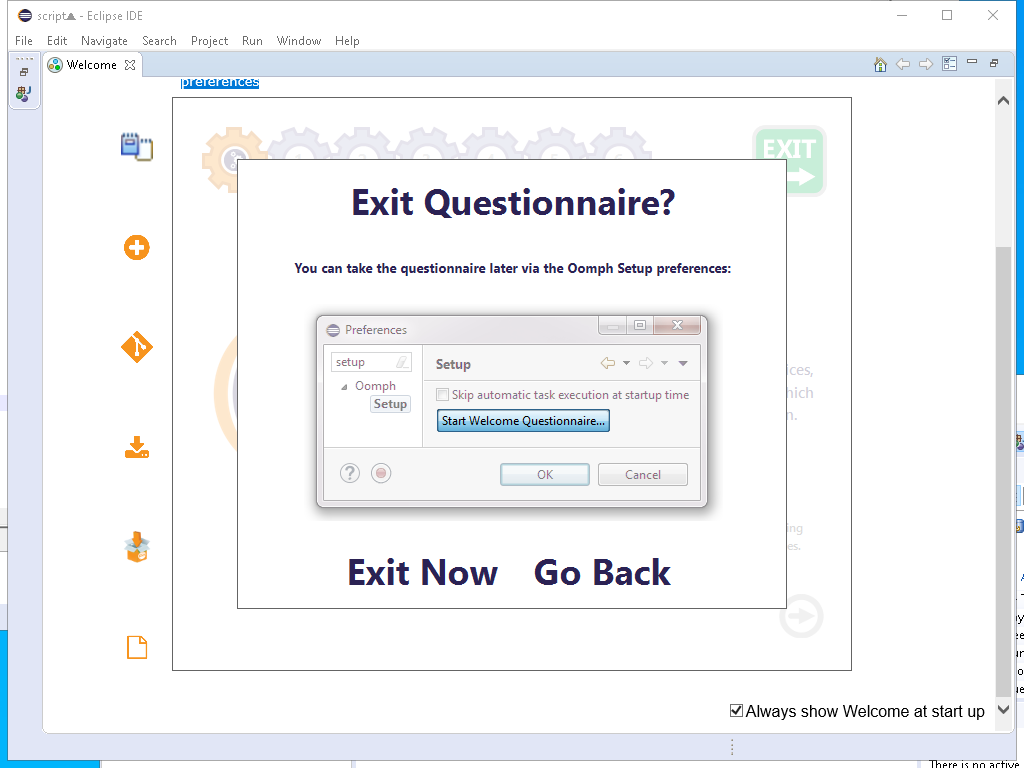 script▲ - Eclipse IDE
File Edit Navigate Search Project Run Window Help
Welcome
preferences
EXIT
Exit Questionnaire?
You can take the questionnaire later via the Oomph Setup preferences:
Preferences
setup
Setup
Oomph
Setup
Skip automatic task execution at startup time
Start Welcome Questionnaire...
OK
Cancel
Exit Now Go Back
Always show Welcome at start up
There is no active